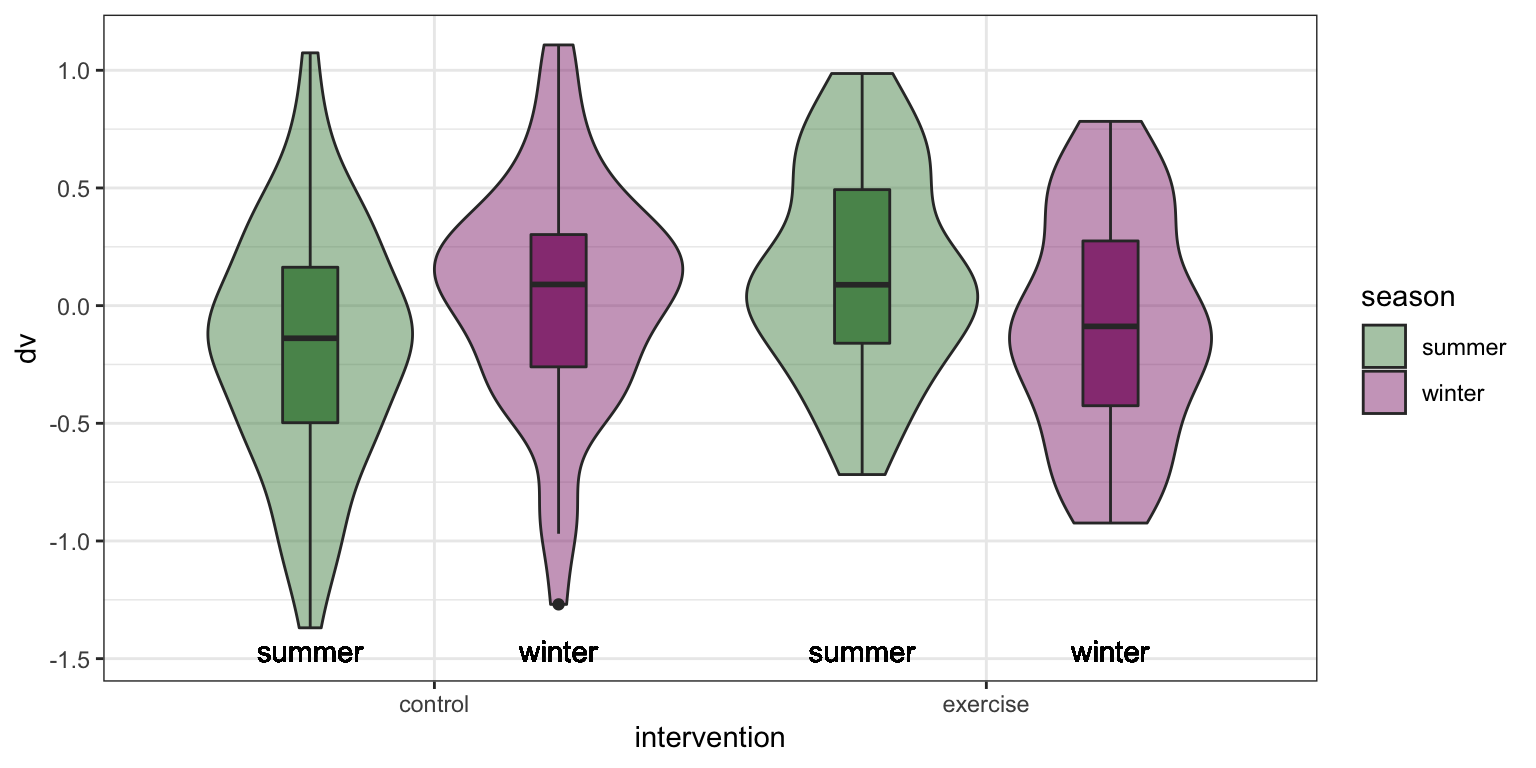 1.0
0.5
0.0
-0.5
-1.0
-1.5
dv
summer winter summer winter
control exercise
intervention
season
summer
winter